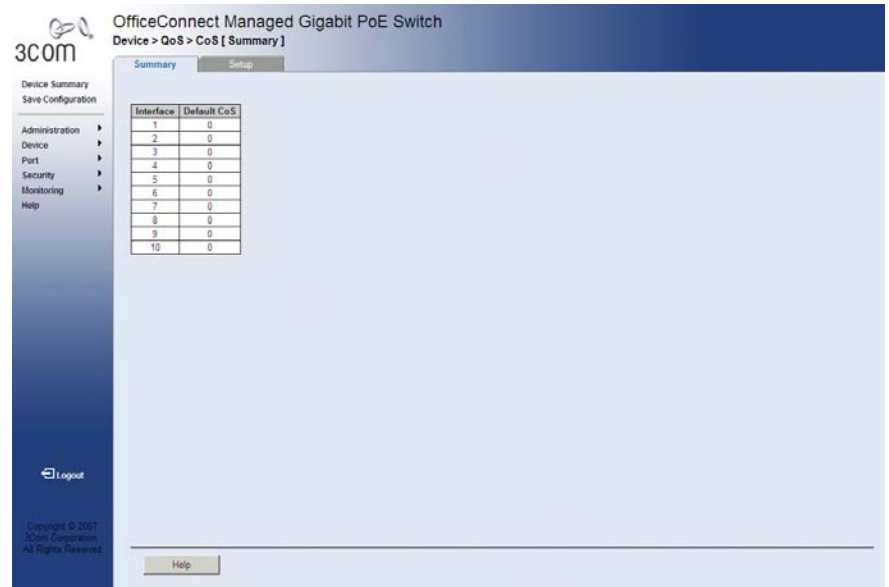 3COM
OfficeConnect Managed Gigabit PoE Switch
Device > QoS > CoS [ Summary ]
Summary Setup
Device Summary
Save Configuration
Administration
Device
Port
Security
Monitoring
Help
Interface Default CoS
1 0
2 0
3 0
4 0
5 0
6 0
7 0
8 0
9 0
10 0
Logout
Copyright © 2007
3Com Corporation
All Rights Reserved
Help